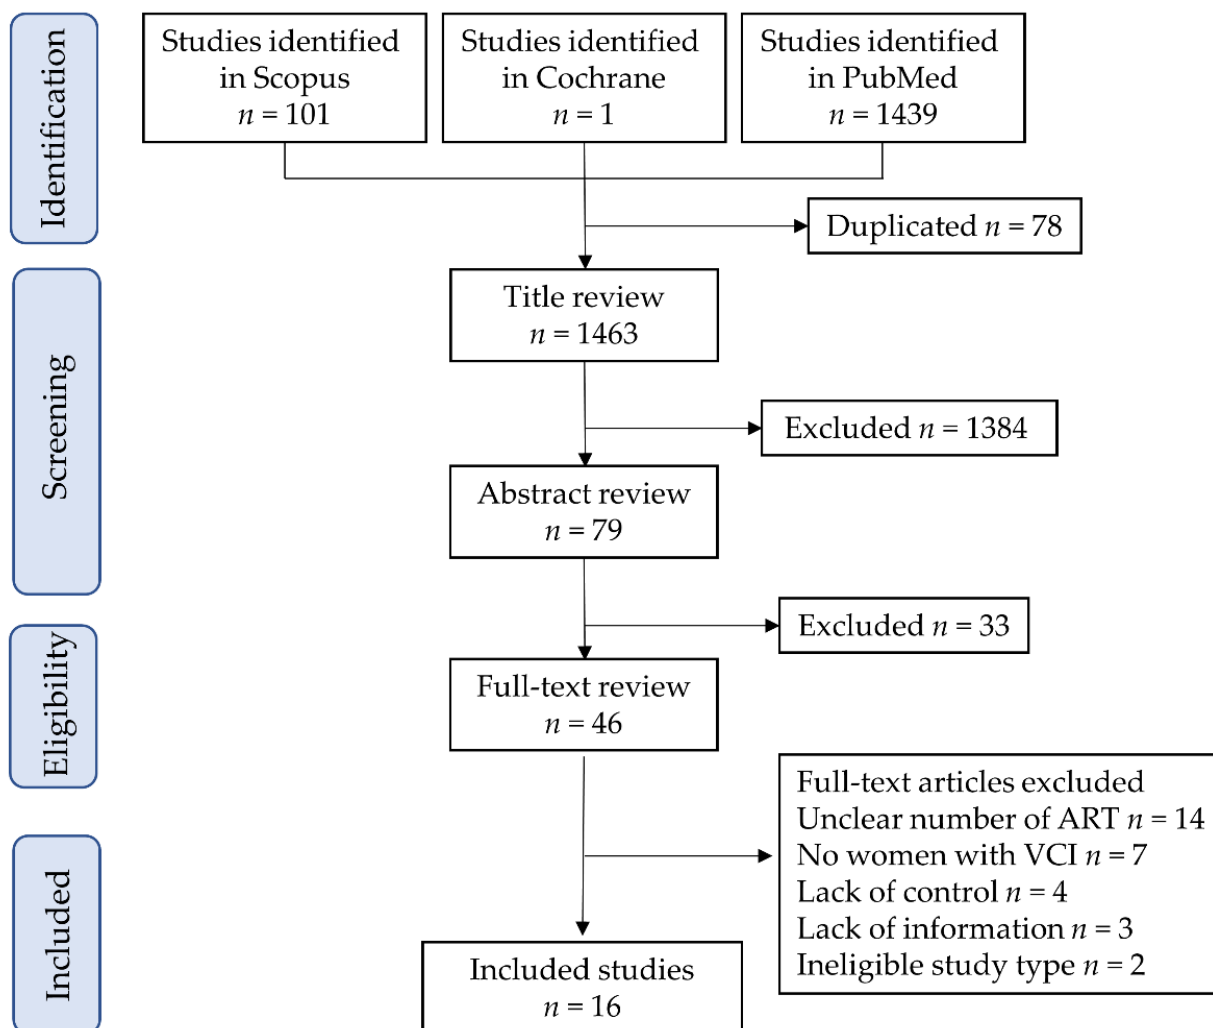 Identification
Studies identified
in Scopus
n = 101
Studies identified
in Cochrane
n = 1
Studies identified
in PubMed
n = 1439
Duplicated n = 78
Screening
Title review
n = 1463
Excluded n = 1384
Abstract review
n = 79
Excluded n = 33
Eligibility
Full-text review
n = 46
Full-text articles excluded
Unclear number of ART n = 14
No women with VCI n = 7
Lack of control n = 4
Lack of information n = 3
Ineligible study type n = 2
Included
Included studies
n = 16